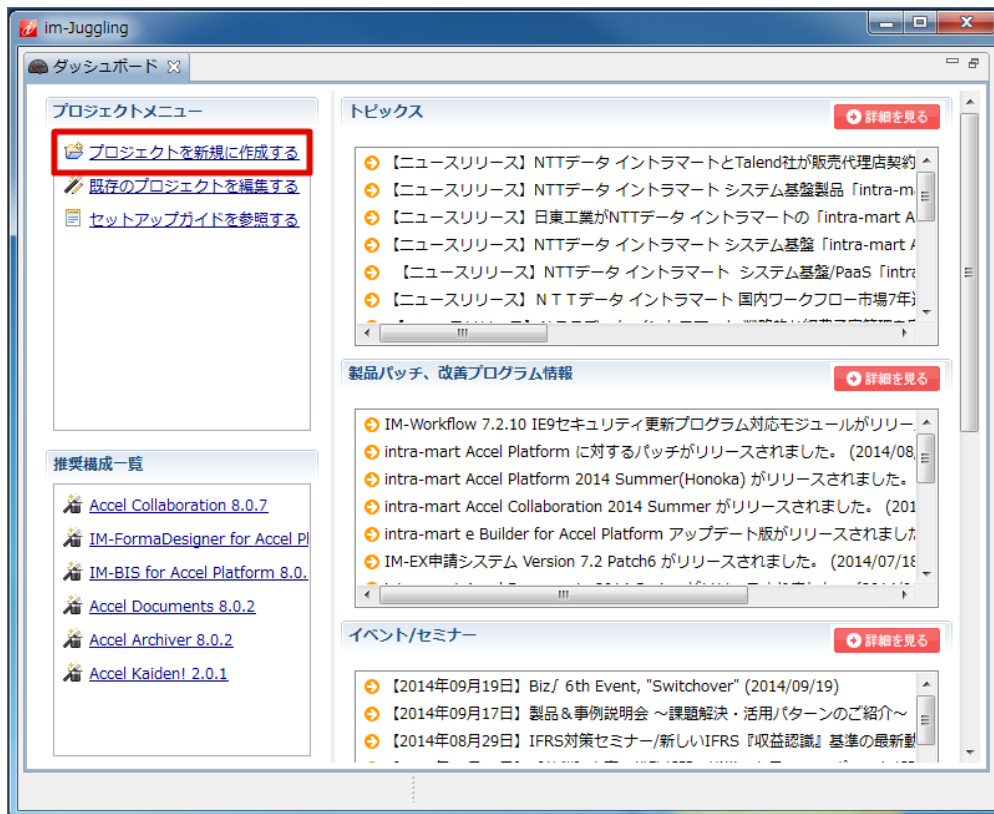 im-Juggling
ダッシュボード
プロジェクトメニュー
プロジェクトを新規に作成する
既存のプロジェクトを編集する
セットアップガイドを参照する
推奨構成一覧
Accel Collaboration 8.0.7
IM-FormaDesigner for Accel Pl
IM-BIS for Accel Platform 8.0.
Accel Documents 8.0.2
Accel Archiver 8.0.2
Accel Kaiden! 2.0.1
トピックス
詳細を見る
【ニュースリリース】NTTデータ イントラマートとTalend社が販売代理店契約
【ニュースリリース】NTTデータ イントラマート システム基盤製品「intra-m
【ニュースリリース】日東工業がNTTデータ イントラマートの「intra-mart A
【ニュースリリース】NTTデータ イントラマート システム基盤「intra-mart A
【ニュースリリース】NTTデータ イントラマート システム基盤/PaaS「intra
【ニュースリリース】ＮＴＴデータ イントラマート 国内ワークフロー市場7年
製品パッチ、改善プログラム情報
詳細を見る
IM-Workflow 7.2.10 IE9セキュリティ更新プログラム対応モジュールがリリー
intra-mart Accel Platform に対するパッチがリリースされました。 (2014/08,
intra-mart Accel Platform 2014 Summer(Honoka) がリリースされました。
intra-mart Accel Collaboration 2014 Summer がリリースされました。 (201
intra-mart e Builder for Accel Platform アップデート版がリリースされました
IM-EX申請システム Version 7.2 Patch6 がリリースされました。 (2014/07/18
イベント/セミナー
詳細を見る
【2014年09月19日】Biz∫ 6th Event, "Switchover" (2014/09/19)
【2014年09月17日】製品＆事例説明会 ～課題解決・活用パターンのご紹介～
【2014年08月29日】IFRS対策セミナー/新しいIFRS『収益認識』基準の最新動